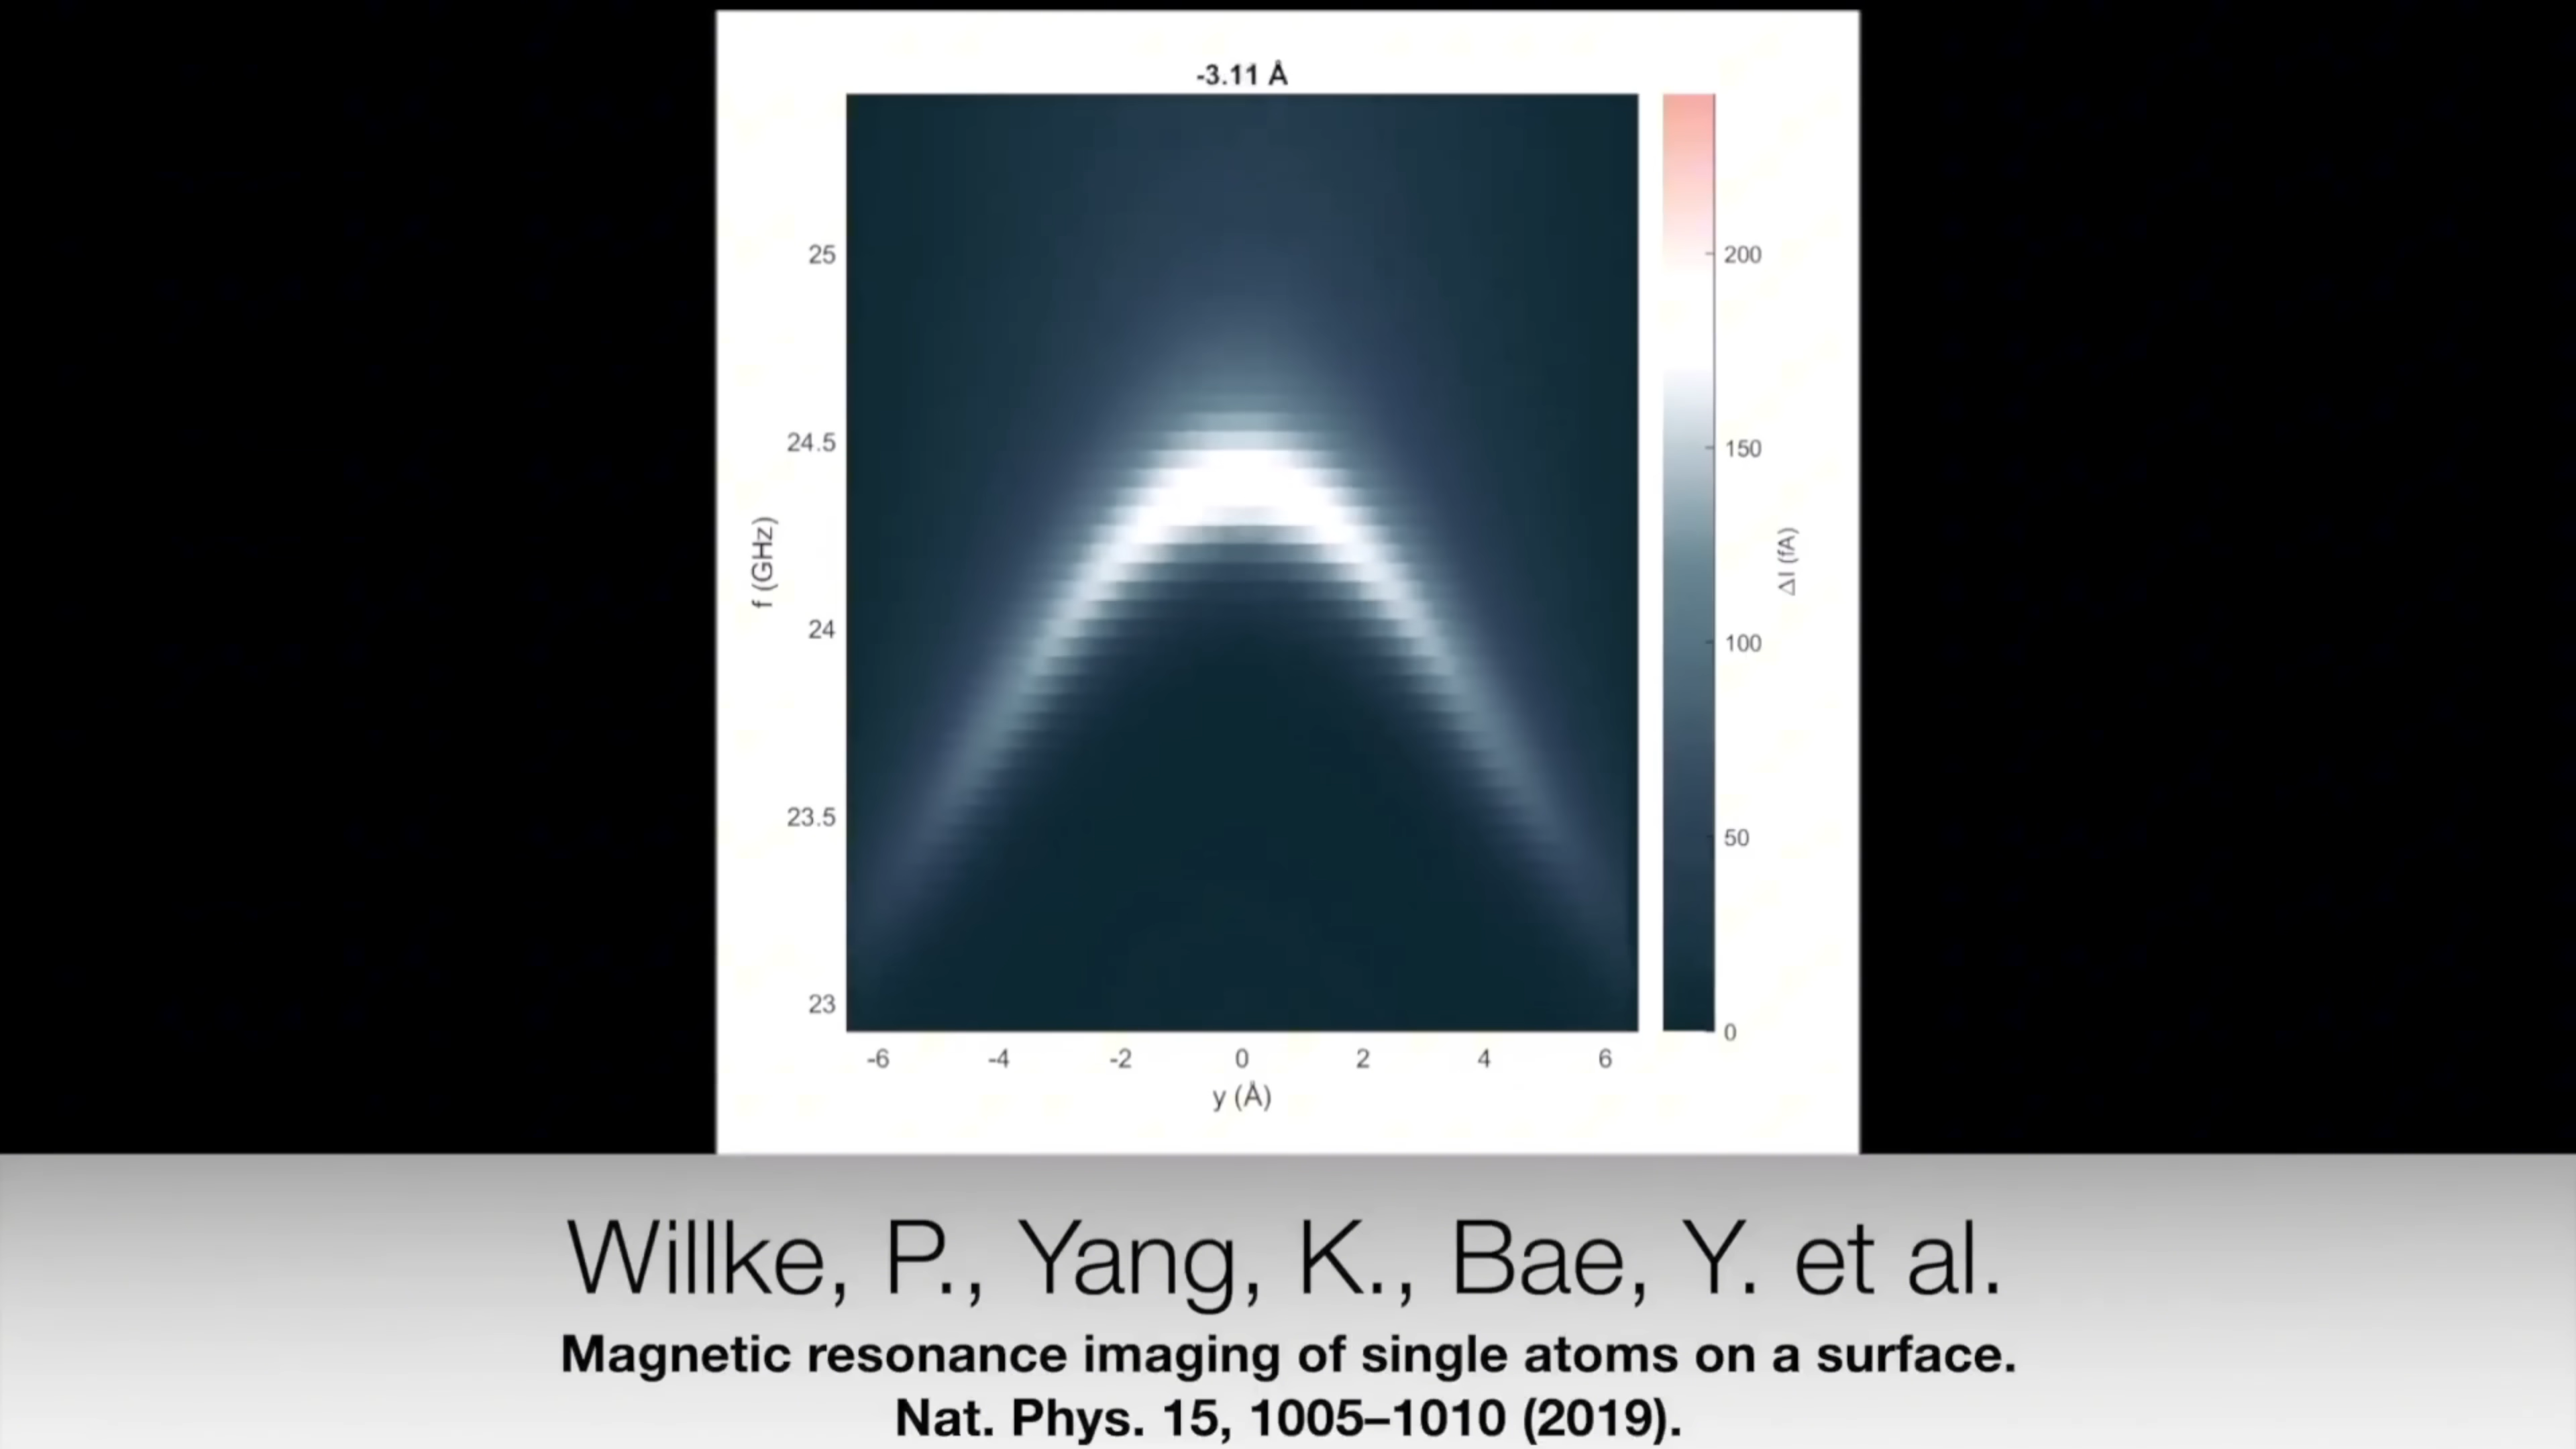 -3.11 Å
25
24.5
24
23.5
23
f (GHz)
-6 -4 -2 0 2 4 6
y (Å)
200
150
100
50
0
ΔI (fA)
Willke, P., Yang, K., Bae, Y. et al.
Magnetic resonance imaging of single atoms on a surface.
Nat. Phys. 15, 1005–1010 (2019).